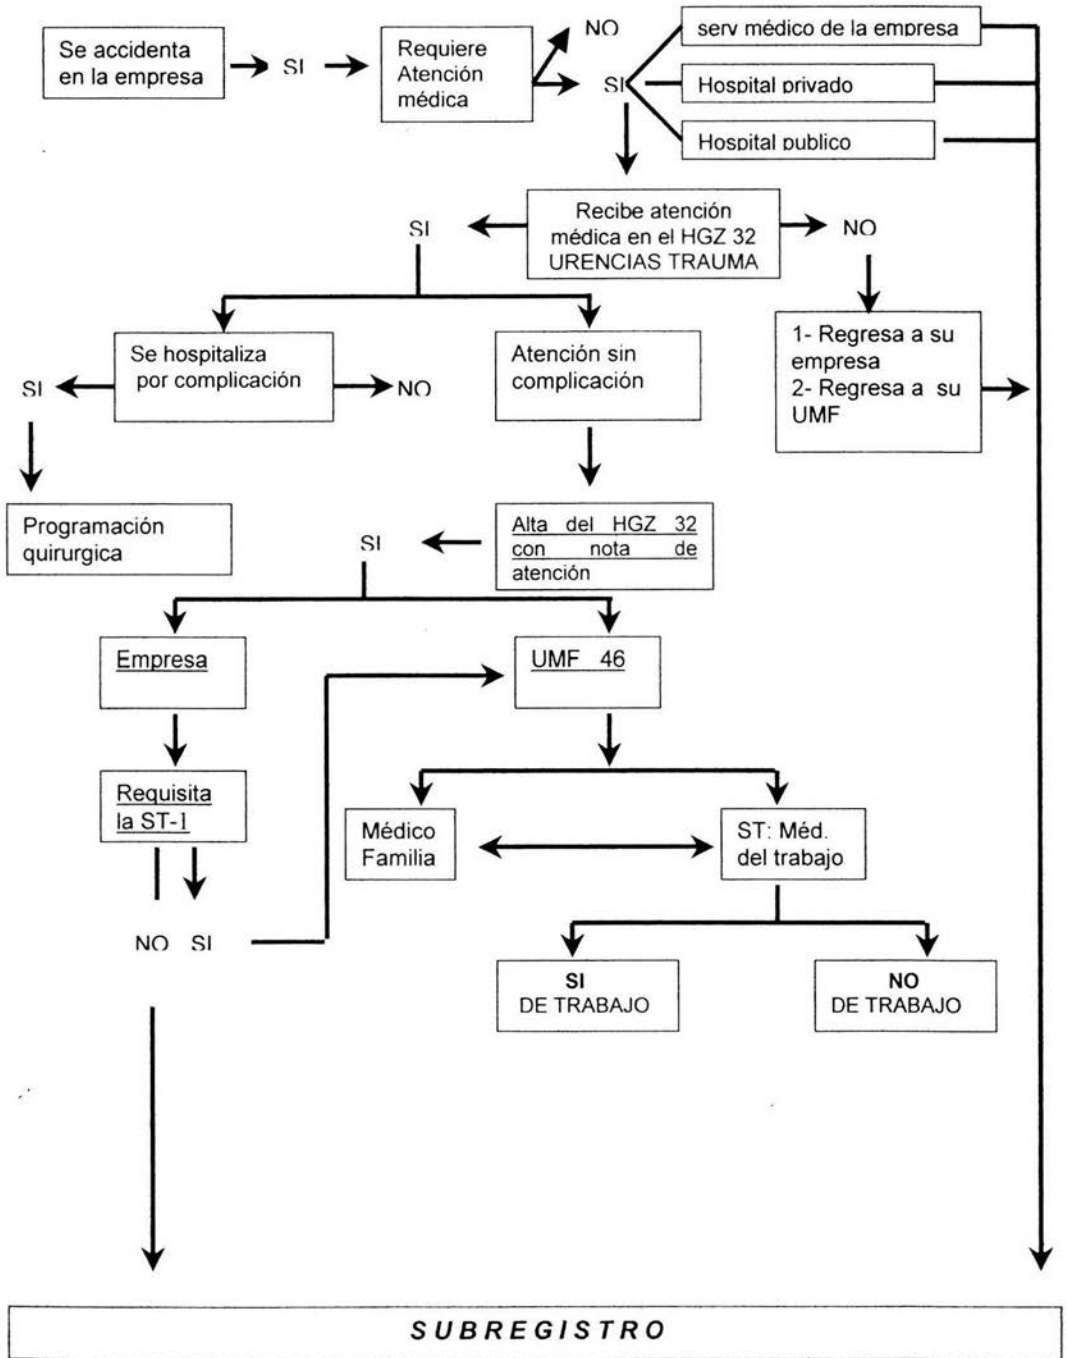 Se accidenta
en la empresa
SI
Requiere
Atención
médica
NO
SI
serv médico de la empresa
Hospital privado
Hospital publico
Recibe atención
médica en el HGZ 32
URENCIAS TRAUMA
SI
NO
1- Regresa a su
empresa
2- Regresa a su
UMF
Se hospitaliza
por complicación
SI
NO
Atención sin
complicación
Programación
quirurgica
Alta del HGZ 32
con nota de
atención
SI
Empresa
UMF 46
Requisita
la ST-1
NO SI
Médico
Familia
ST: Méd.
del trabajo
SI
DE TRABAJO
NO
DE TRABAJO
SUBREGISTRO